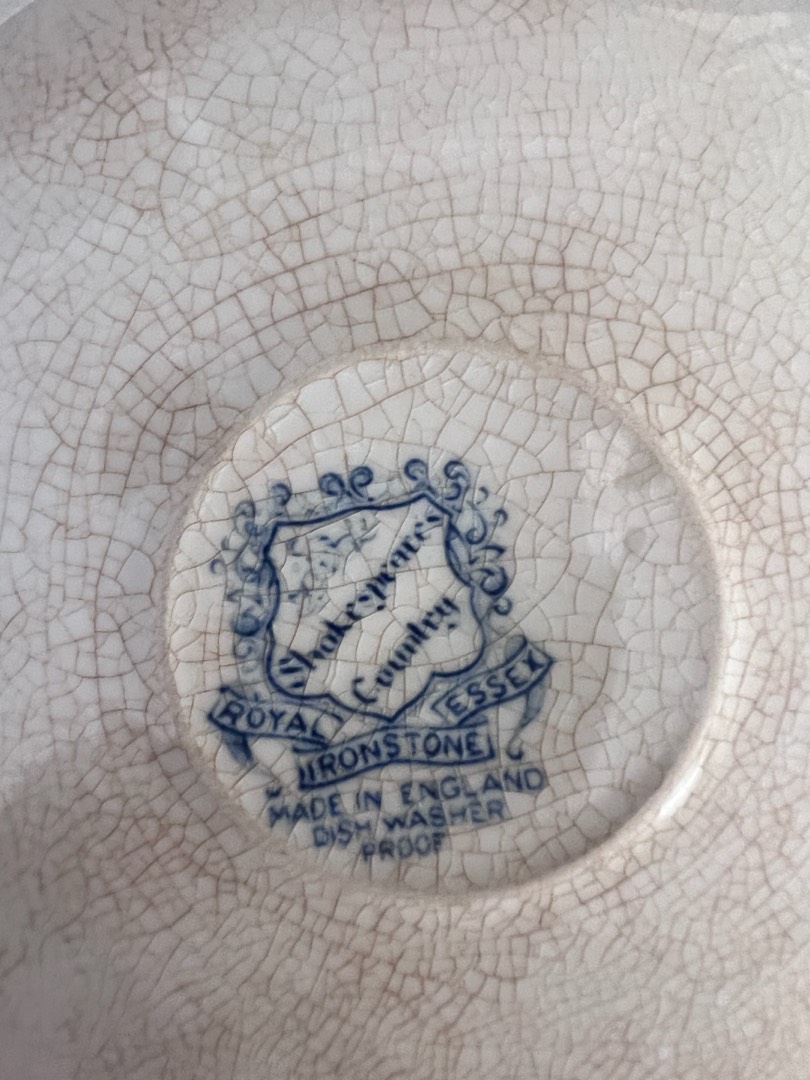 Shakespeare's
Country
ROYAL ESSEX
IRONSTONE
MADE IN ENGLAND
DISH WASHER
PROOF